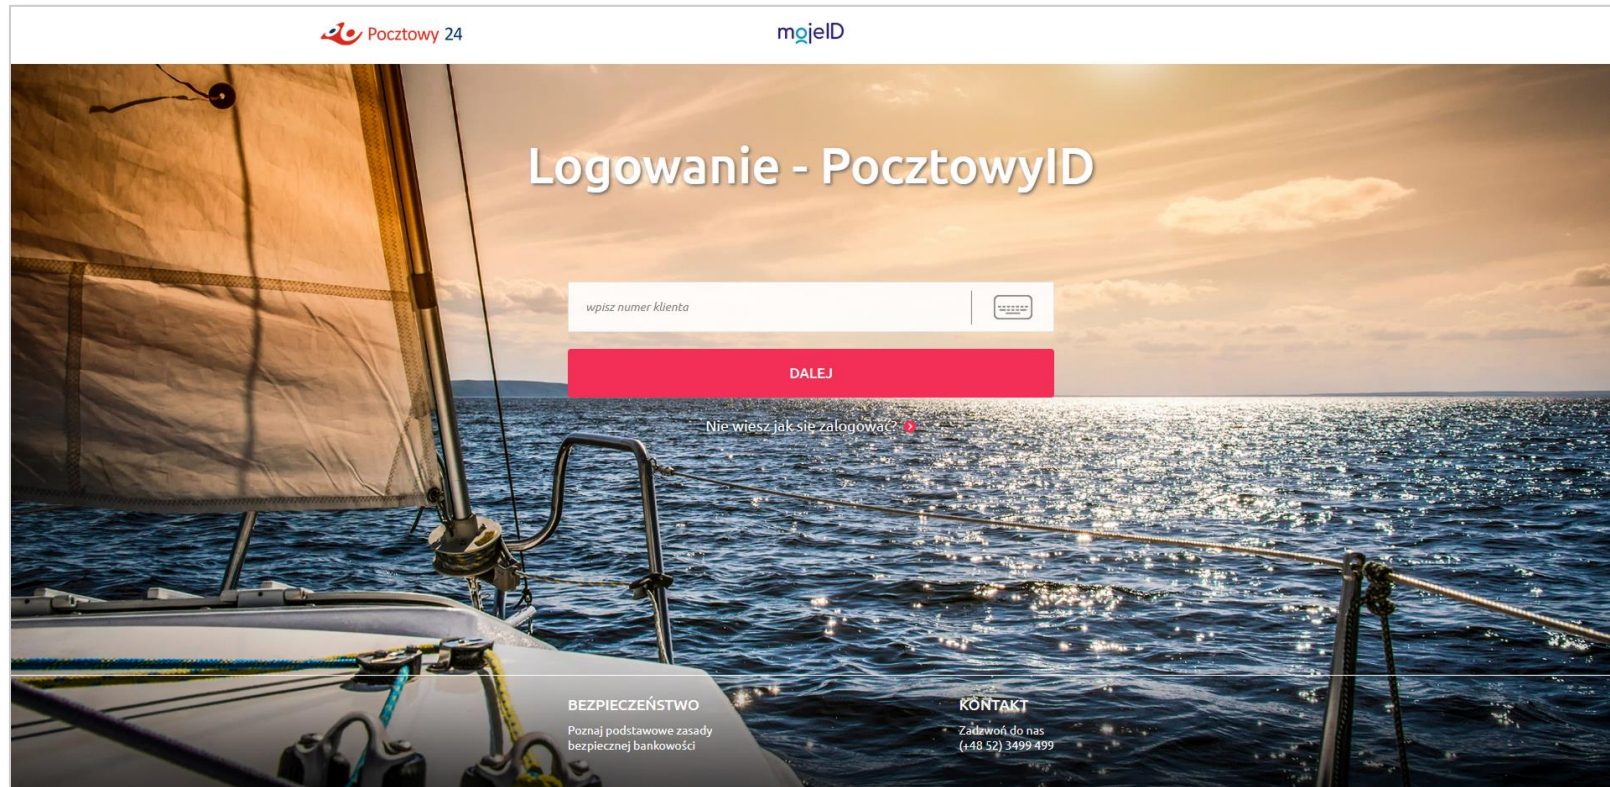 Pocztowy 24
mojeID
Logowanie - PocztowyID
wpisz numer klienta
DALEJ
Nie wiesz jak się zalogować?
BEZPIECZEŃSTWO
Poznaj podstawowe zasady
bezpiecznej bankowości
KONTAKT
Zadzwoń do nas
(+48 52) 3499 499